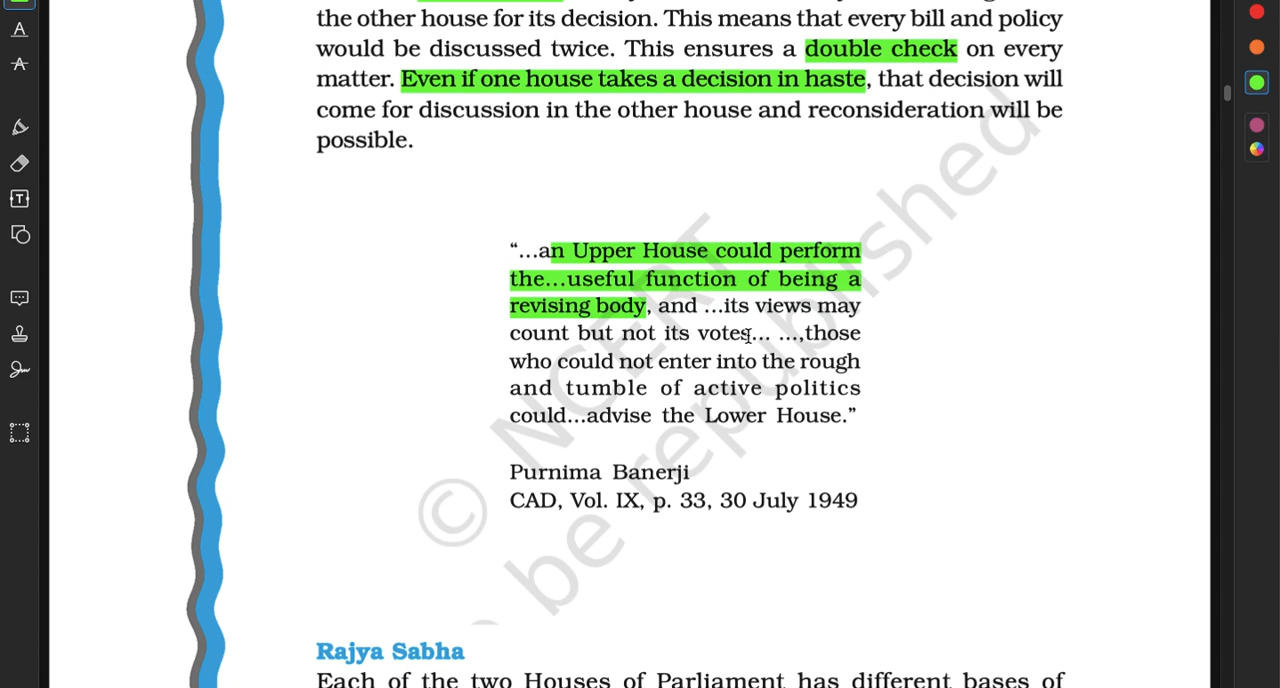 the other house for its decision. This means that every bill and policy
would be discussed twice. This ensures a double check on every
matter. Even if one house takes a decision in haste, that decision will
come for discussion in the other house and reconsideration will be
possible.
“...an Upper House could perform
the...useful function of being a
revising body, and ...its views may
count but not its votes... ...,those
who could not enter into the rough
and tumble of active politics
could...advise the Lower House.”
Purnima Banerji
CAD, Vol. IX, p. 33, 30 July 1949
© NCERT
be republished
Rajya Sabha
Each of the two Houses of Parliament has different bases of